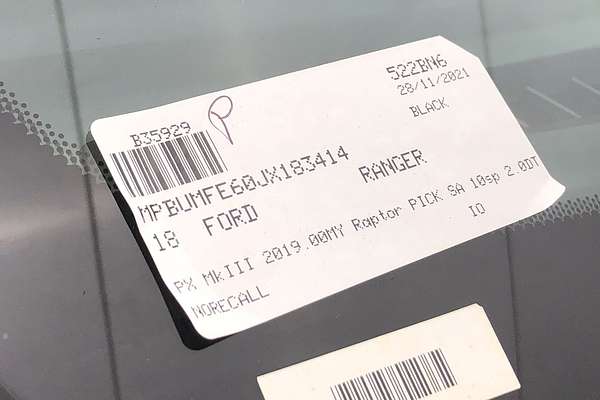 522BN6
28/11/2021
BLACK
B35929
P
MPBUMFE60JX183414
18 FORD RANGER
PX MkIII 2019.00MY Raptor PICK SA 10sp 2.0DT
NORECALL IO